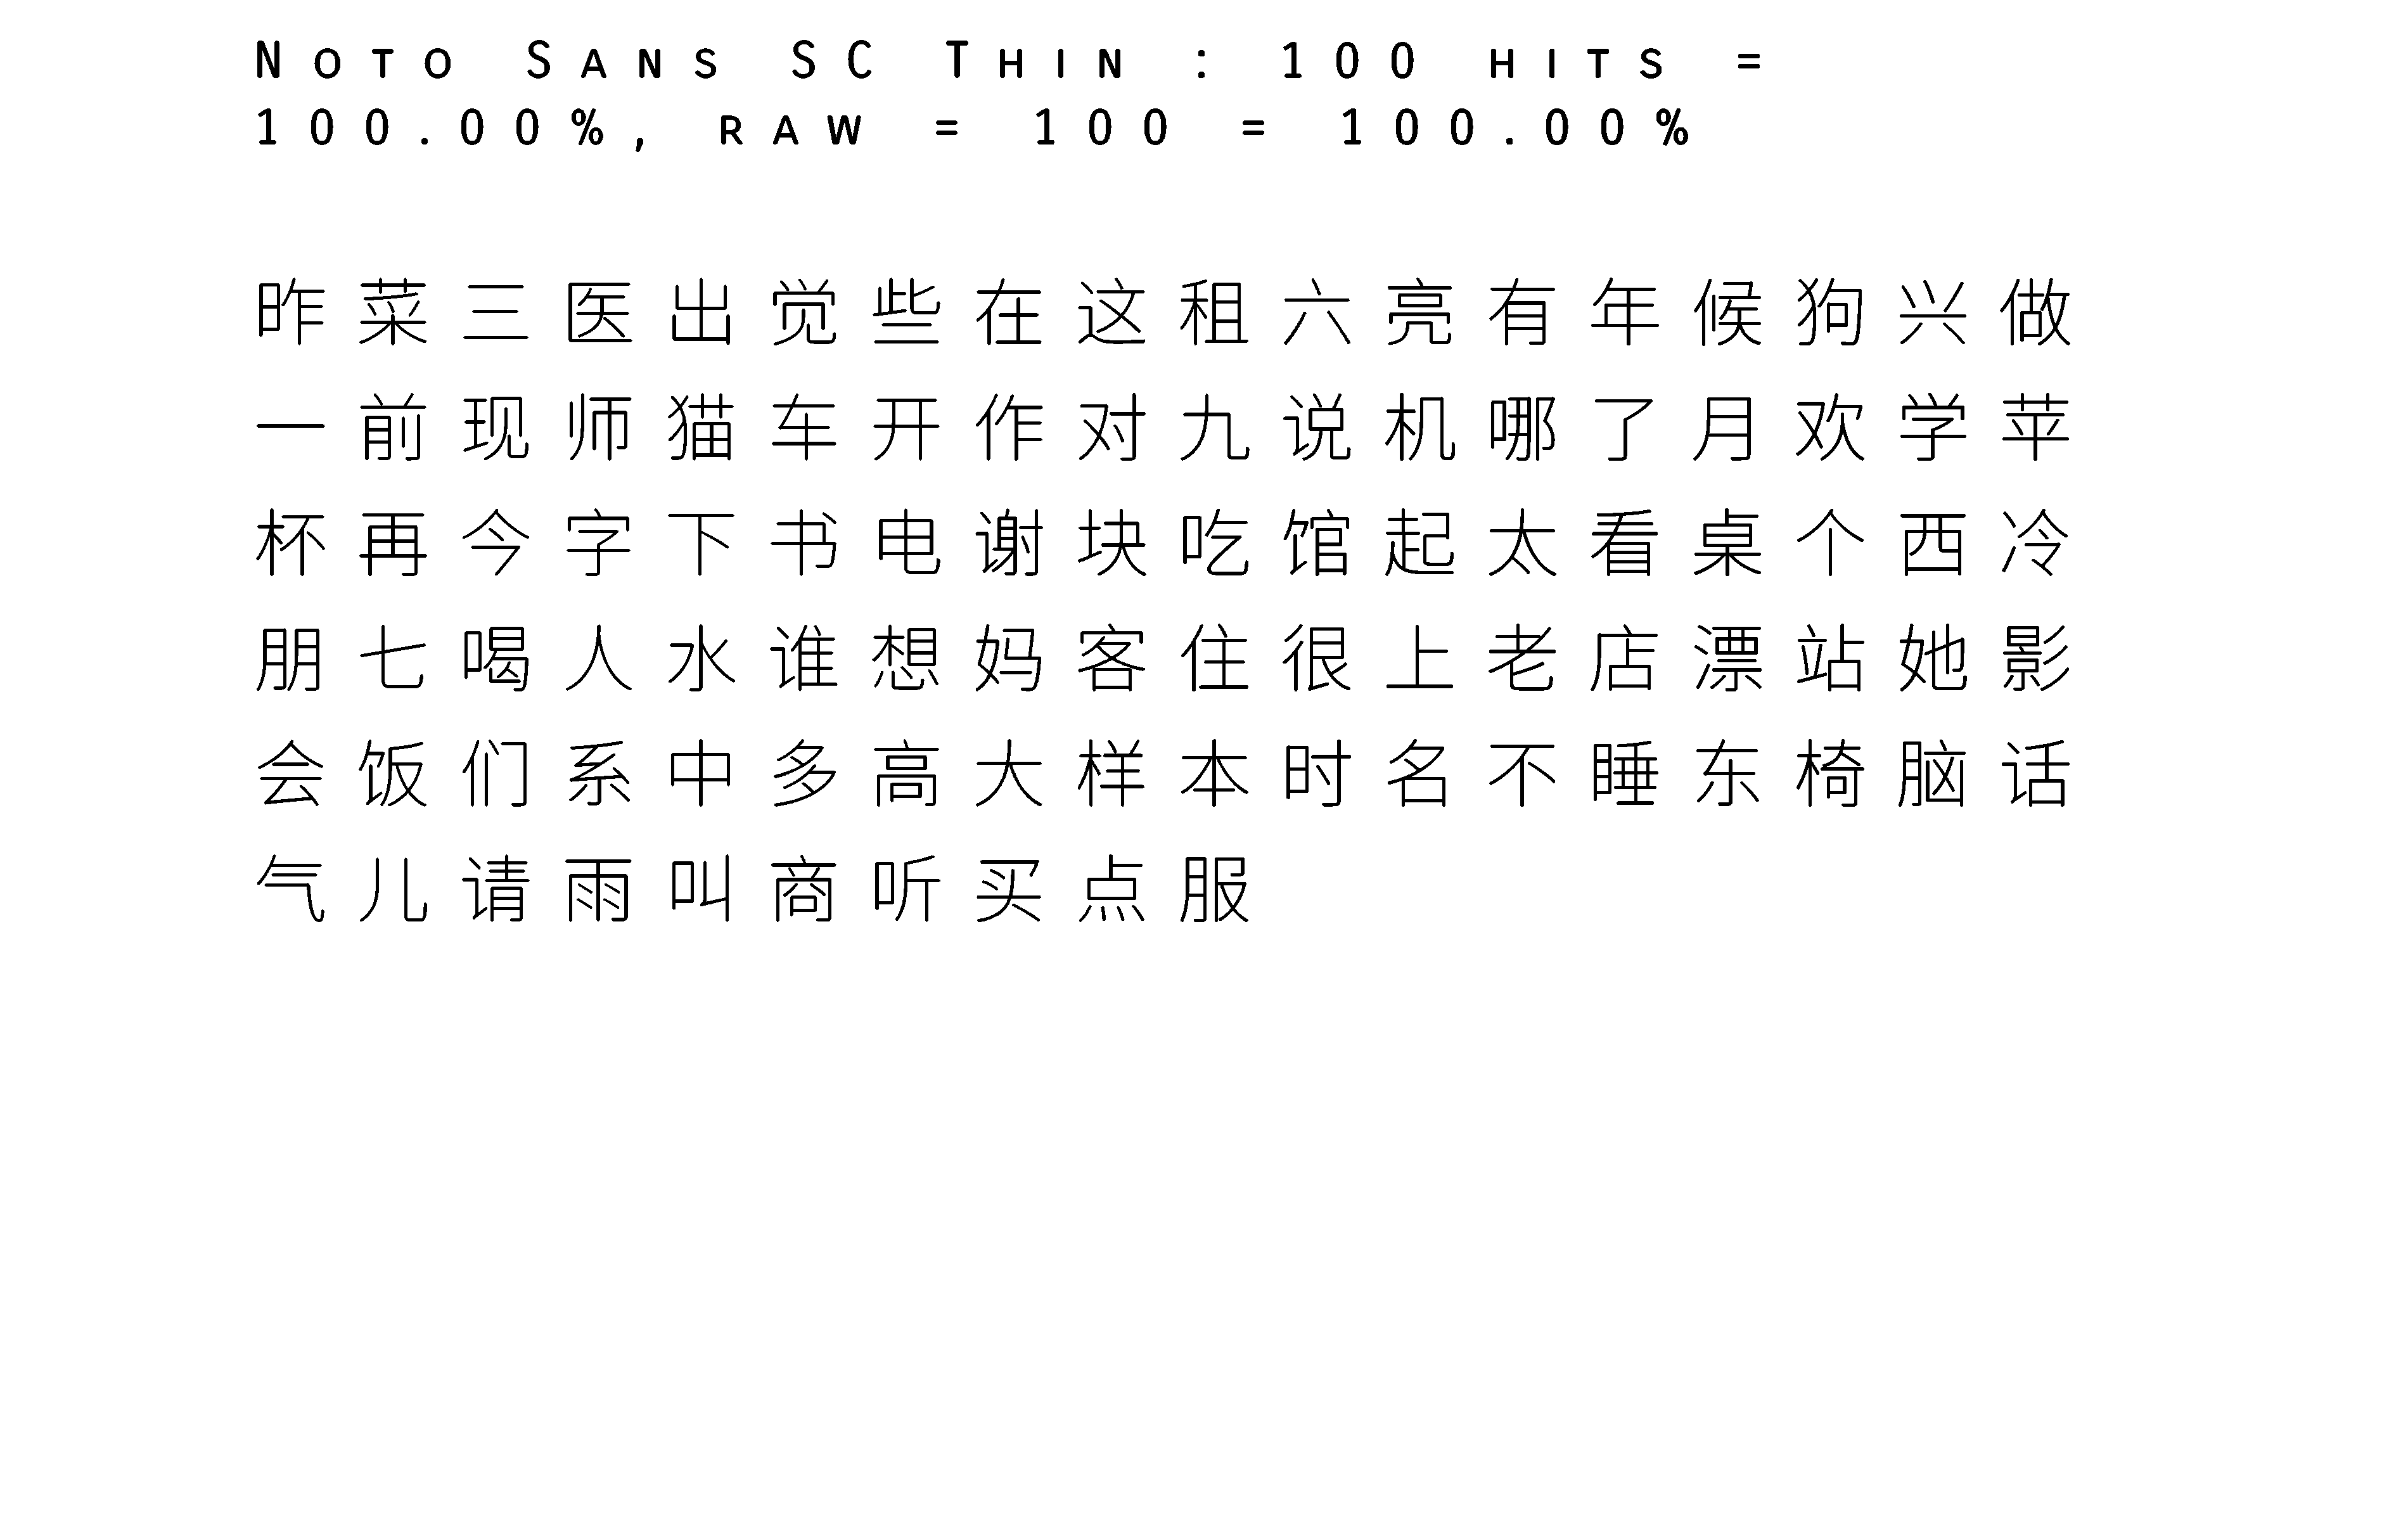 Noto Sans SC Thin : 100 hits =
100.00%, raw = 100 = 100.00%
昨菜三医出觉些在这租六亮有年候狗兴做
一前现师猫车开作对九说机哪了月欢学苹
杯再今字下书电谢块吃馆起太看桌个西冷
朋七喝人水谁想妈客住很上老店漂站她影
会饭们系中多高大样本时名不睡东椅脑话
气儿请雨叫商听买点服